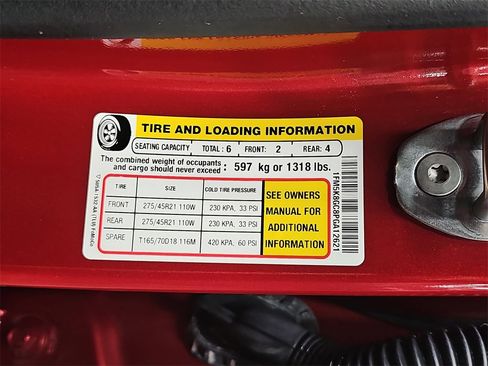 TIRE AND LOADING INFORMATION
SEATING CAPACITY TOTAL: 6 FRONT: 2 REAR: 4
The combined weight of occupants and cargo should never exceed : 597 kg or 1318 lbs.
TIRE SIZE COLD TIRE PRESSURE
FRONT 275/45R21 110W 230 KPA, 33 PSI
REAR 275/45R21 110W 230 KPA, 33 PSI
SPARE T165/70D18 116M 420 KPA, 60 PSI
SEE OWNERS
MANUAL FOR
ADDITIONAL
INFORMATION
1FM5K8GC8PGA12621